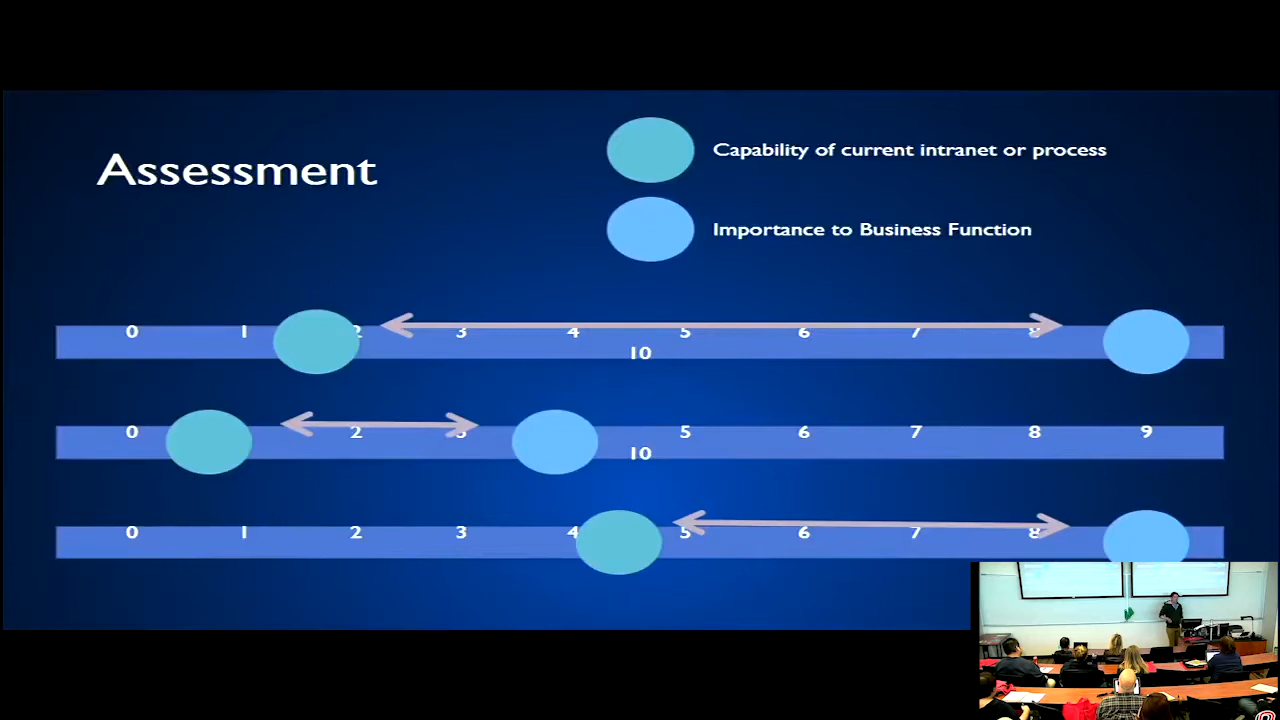 Assessment
Capability of current intranet or process
Importance to Business Function
0 1 2 3 4 5 6 7 8
10
0 2 3 5 6 7 8 9
10
0 1 2 3 4 5 6 7 8